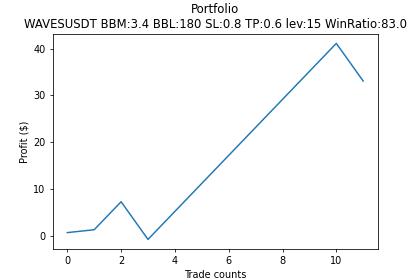 Portfolio
WAVESUSDT BBM:3.4 BBL:180 SL:0.8 TP:0.6 lev:15 WinRatio:83.0
40
30
20
10
0
Profit ($)
0 2 4 6 8 10
Trade counts